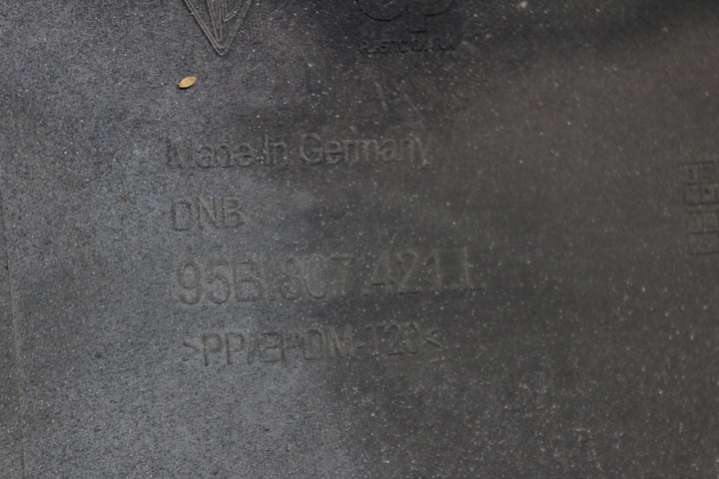 Made In Germany
DNB
95B.807.421.L
>PP/EPDM-T20<